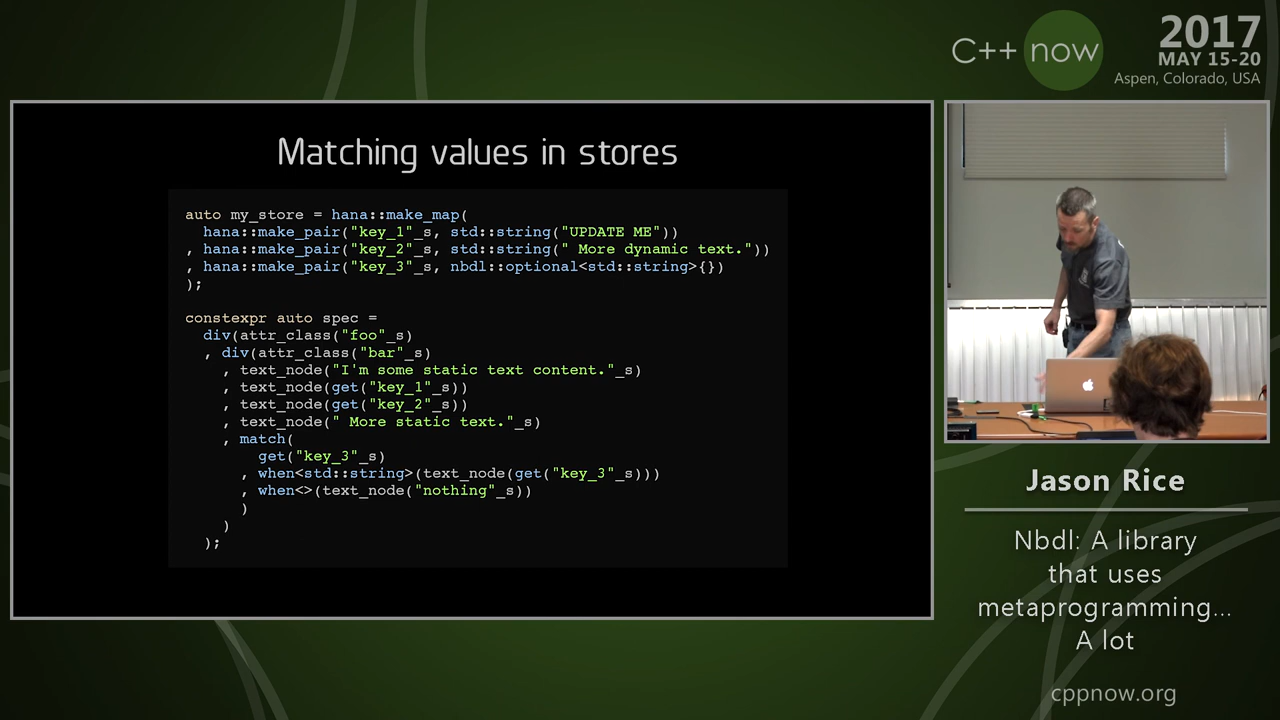 C++ now
2017
MAY 15-20
Aspen, Colorado, USA
Matching values in stores
auto my_store = hana::make_map(
  hana::make_pair("key_1"_s, std::string("UPDATE ME"))
, hana::make_pair("key_2"_s, std::string(" More dynamic text."))
, hana::make_pair("key_3"_s, nbdl::optional<std::string>{})
);
constexpr auto spec =
  div(attr_class("foo"_s)
  , div(attr_class("bar"_s)
    , text_node("I'm some static text content."_s)
    , text_node(get("key_1"_s))
    , text_node(get("key_2"_s))
    , text_node(" More static text."_s)
    , match(
        get("key_3"_s)
      , when<std::string>(text_node(get("key_3"_s)))
      , when<>(text_node("nothing"_s))
      )
    )
  );
Jason Rice
Nbdl: A library
that uses
metaprogramming...
A lot
cppnow.org